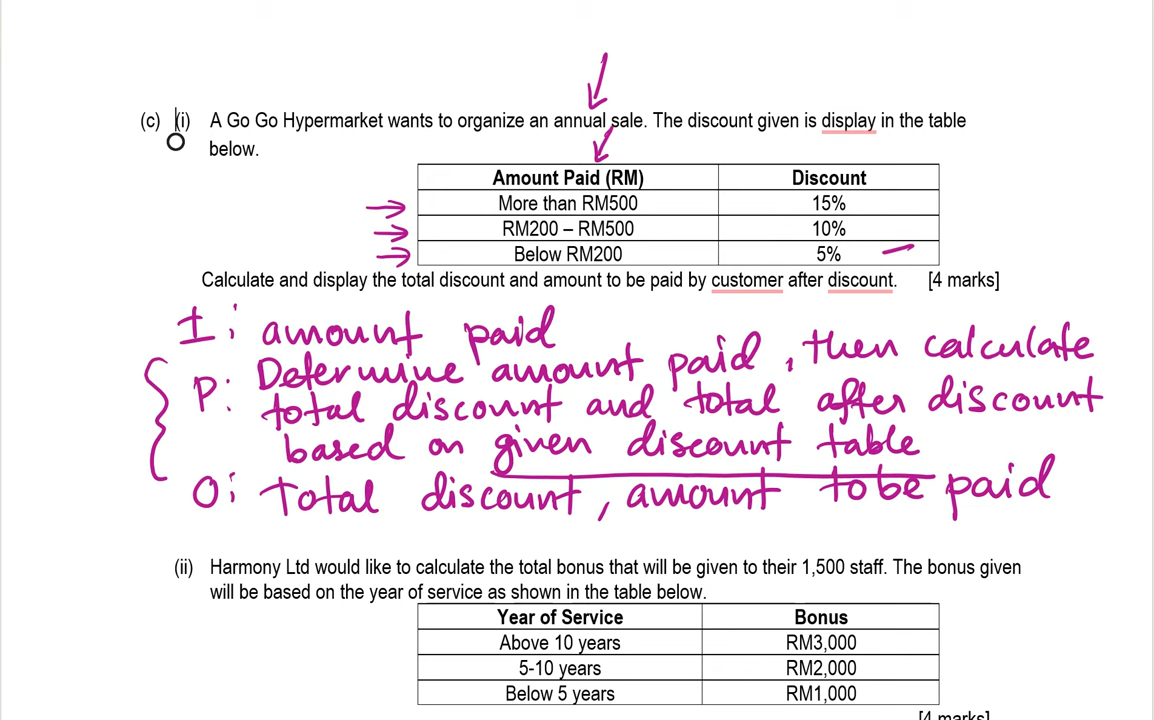 (c) (i) A Go Go Hypermarket wants to organize an annual sale. The discount given is display in the table
below.
Amount Paid (RM) Discount
More than RM500 15%
RM200 – RM500 10%
Below RM200 5%
Calculate and display the total discount and amount to be paid by customer after discount. [4 marks]
I: amount paid
P: Determine amount paid, then calculate
total discount and total after discount
based on given discount table
O: Total discount, amount to be paid
(ii) Harmony Ltd would like to calculate the total bonus that will be given to their 1,500 staff. The bonus given
will be based on the year of service as shown in the table below.
Year of Service Bonus
Above 10 years RM3,000
5-10 years RM2,000
Below 5 years RM1,000
[4 marks]